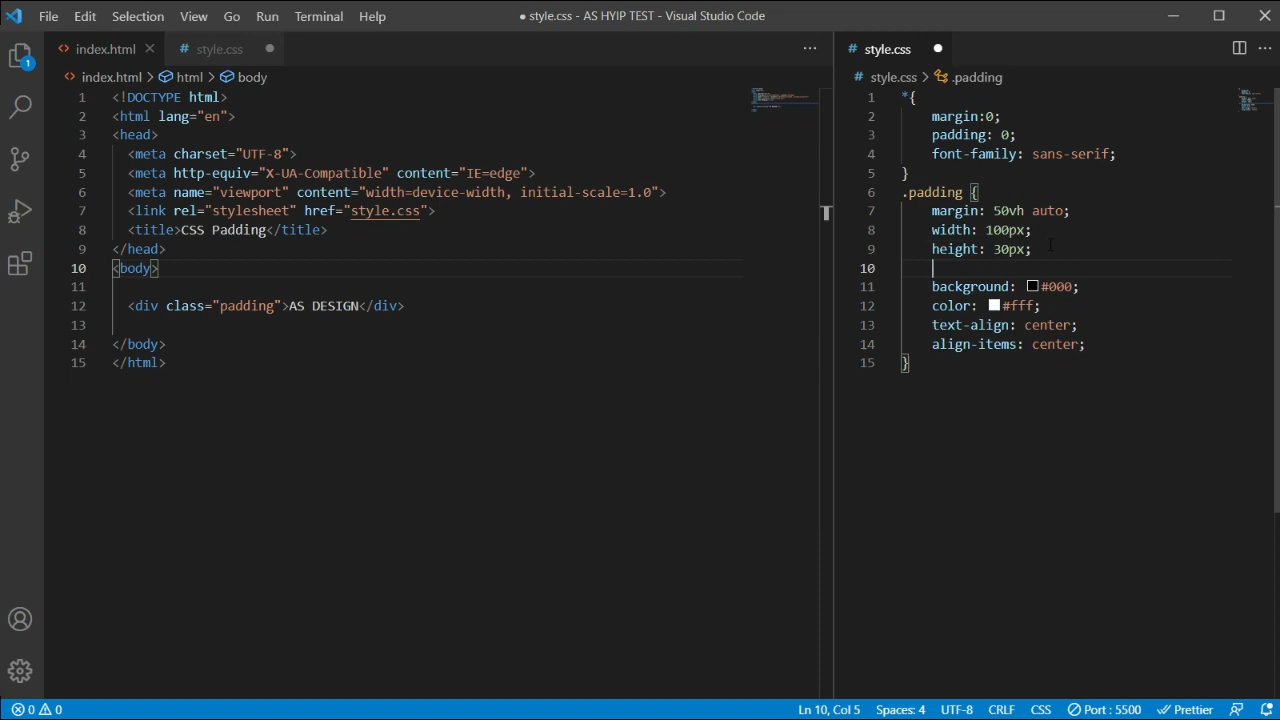 File Edit Selection View Go Run Terminal Help ● style.css - AS HYIP TEST - Visual Studio Code
index.html style.css
index.html > html > body
1 <!DOCTYPE html>
2 <html lang="en">
3 <head>
4 <meta charset="UTF-8">
5 <meta http-equiv="X-UA-Compatible" content="IE=edge">
6 <meta name="viewport" content="width=device-width, initial-scale=1.0">
7 <link rel="stylesheet" href="style.css">
8 <title>CSS Padding</title>
9 </head>
10 <body>
11
12 <div class="padding">AS DESIGN</div>
13
14 </body>
15 </html>
style.css
style.css > .padding
1 *{
2 margin:0;
3 padding: 0;
4 font-family: sans-serif;
5 }
6 .padding {
7 margin: 50vh auto;
8 width: 100px;
9 height: 30px;
10
11 background: #000;
12 color: #fff;
13 text-align: center;
14 align-items: center;
15 }
1
0 0 Ln 10, Col 5 Spaces: 4 UTF-8 CRLF CSS Port : 5500 Prettier